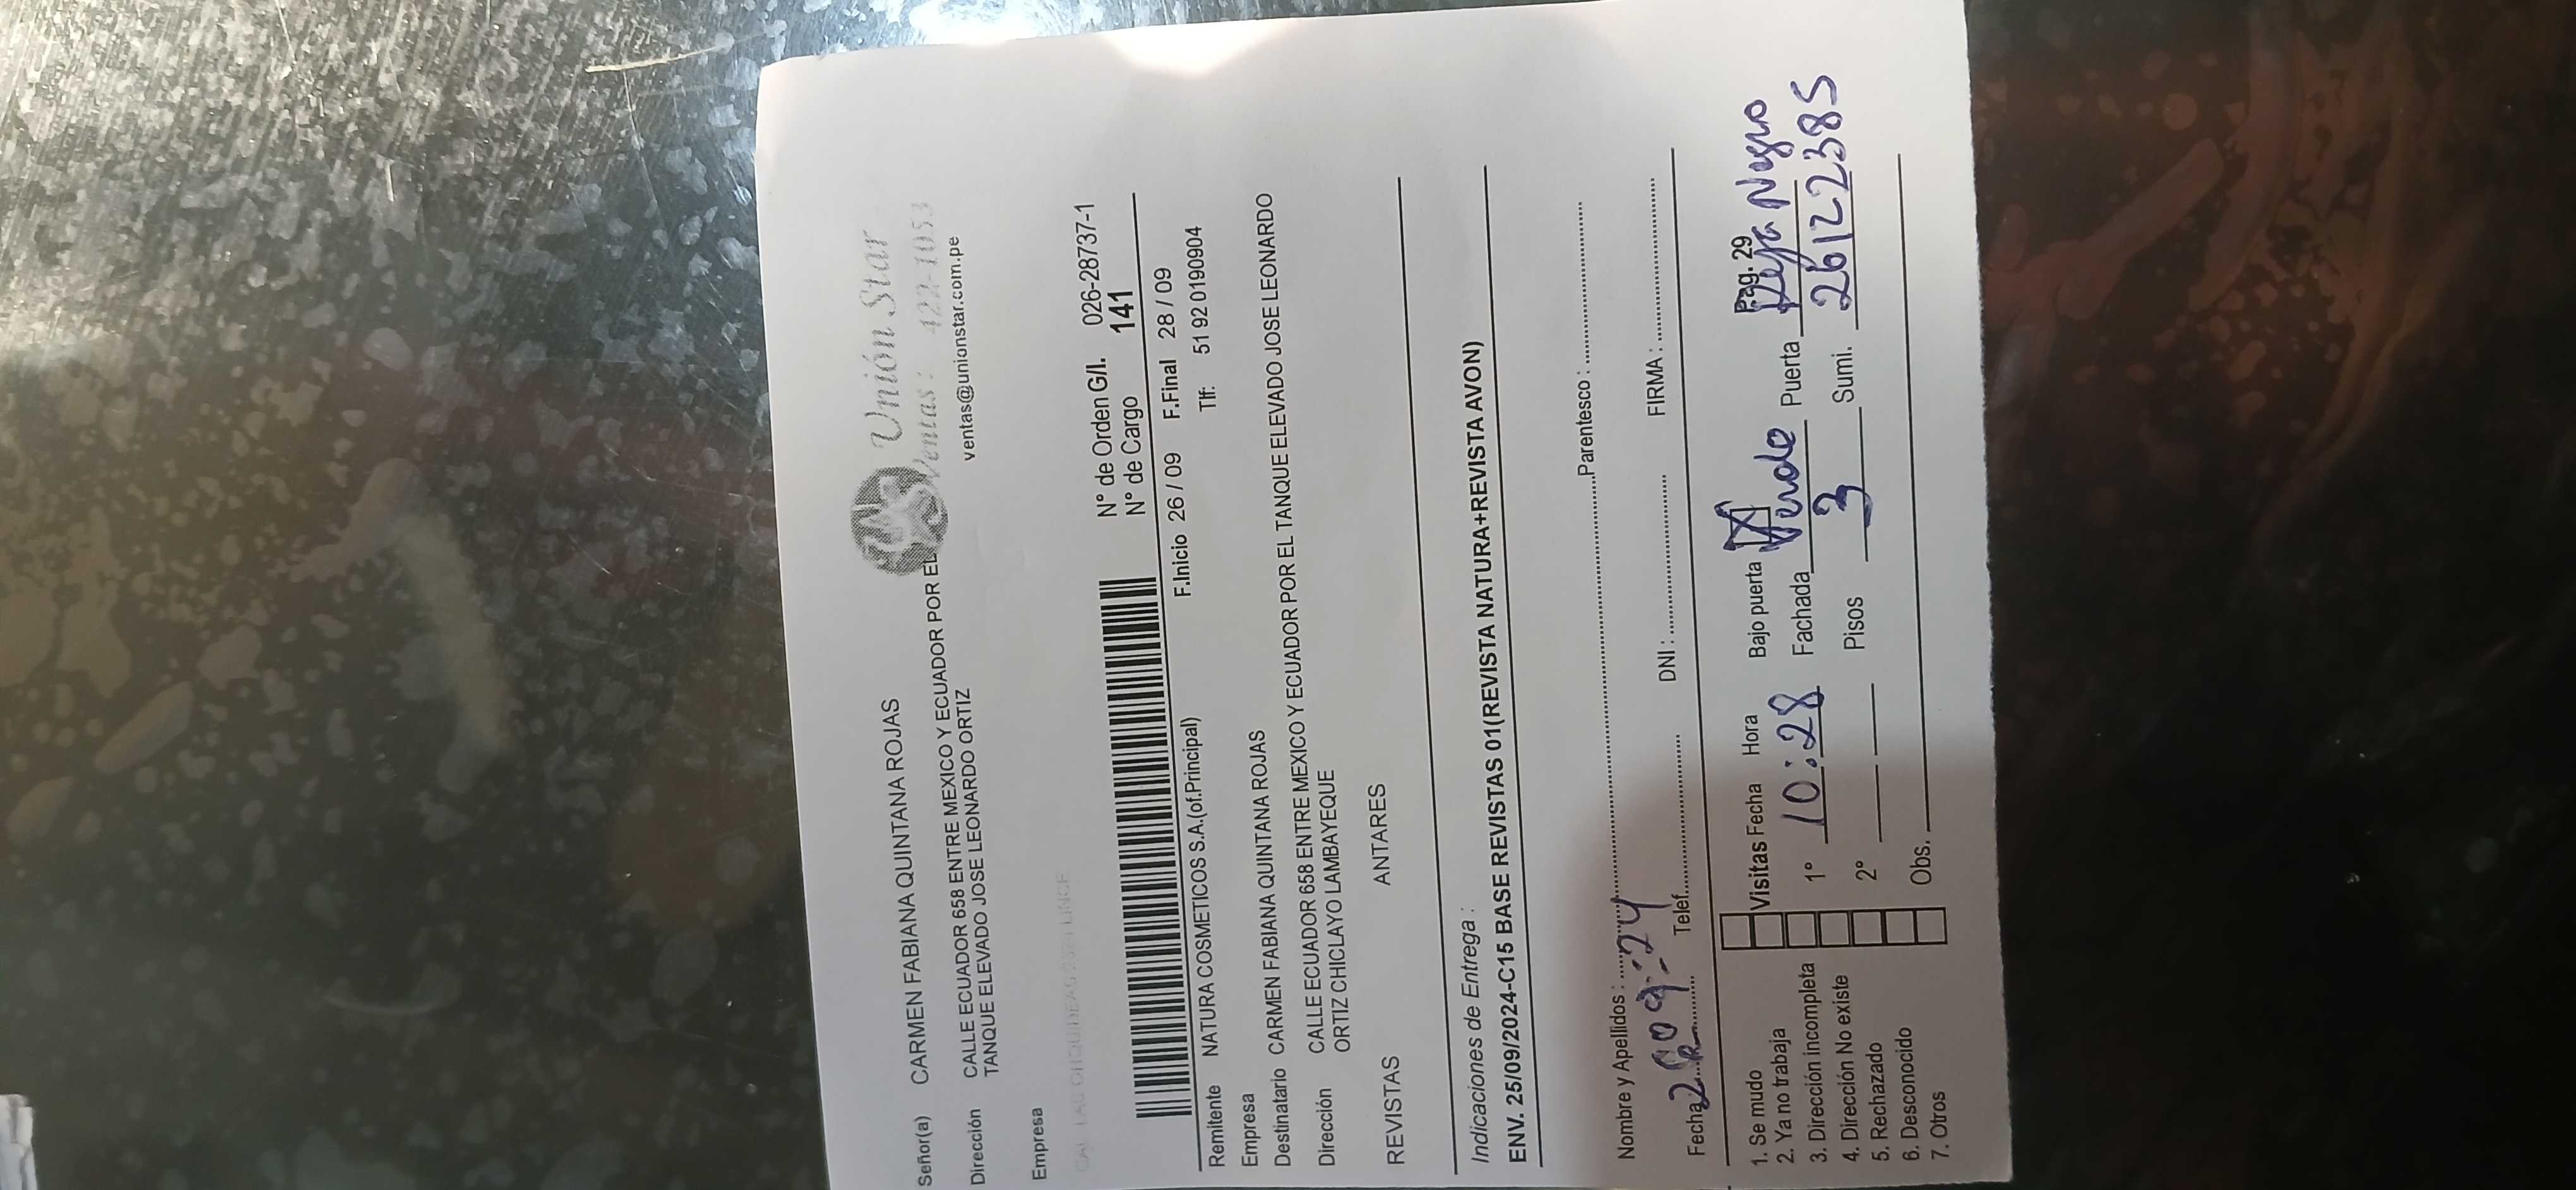 Unión Star
Ventas : 422-1053
ventas@unionstar.com.pe
Señor(a) CARMEN FABIANA QUINTANA ROJAS
Dirección CALLE ECUADOR 658 ENTRE MEXICO Y ECUADOR POR EL
TANQUE ELEVADO JOSE LEONARDO ORTIZ
Empresa
N° de Orden G/I. 026-28737-1
N° de Cargo 141
F.Inicio 26 / 09 F.Final 28 / 09
Remitente NATURA COSMETICOS S.A.(of.Principal) Tlf: 51 92 0190904
Empresa
Destinatario CARMEN FABIANA QUINTANA ROJAS
Dirección CALLE ECUADOR 658 ENTRE MEXICO Y ECUADOR POR EL TANQUE ELEVADO JOSE LEONARDO
ORTIZ CHICLAYO LAMBAYEQUE
REVISTAS ANTARES
Indicaciones de Entrega :
ENV. 25/09/2024-C15 BASE REVISTAS 01(REVISTA NATURA+REVISTA AVON)
Nombre y Apellidos : Parentesco :
Fecha Telef. DNI : FIRMA :
Pág. 29
1. Se mudo
2. Ya no trabaja
3. Dirección incompleta
4. Dirección No existe
5. Rechazado
6. Desconocido
7. Otros
Visitas Fecha Hora Bajo puerta X
1° 10:28 Fachada Verde Puerta Reja Negro
2° Pisos 3 Sumi. 26122385
Obs.